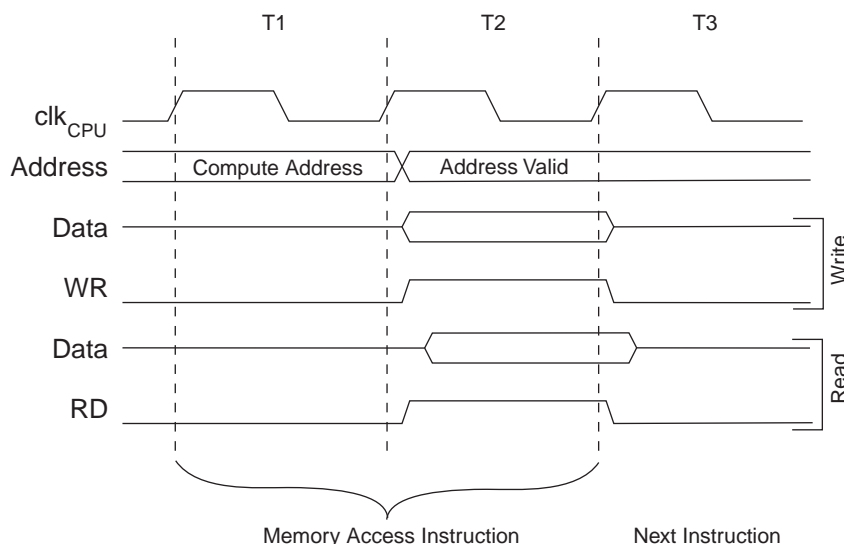 T1 T2 T3
clkCPU
Address Compute Address Address Valid
Data
WR
Write
Data
RD
Read
Memory Access Instruction Next Instruction